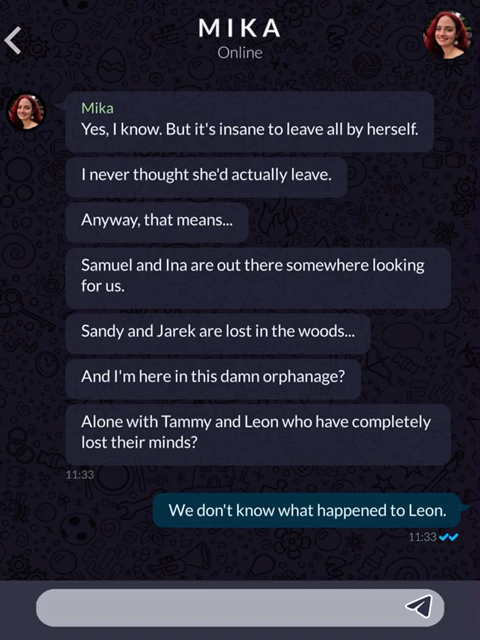 MIKA
Online
Mika
Yes, I know. But it's insane to leave all by herself.
I never thought she'd actually leave.
Anyway, that means...
Samuel and Ina are out there somewhere looking
for us.
Sandy and Jarek are lost in the woods...
And I'm here in this damn orphanage?
Alone with Tammy and Leon who have completely
lost their minds?
11:33
We don't know what happened to Leon.
11:33